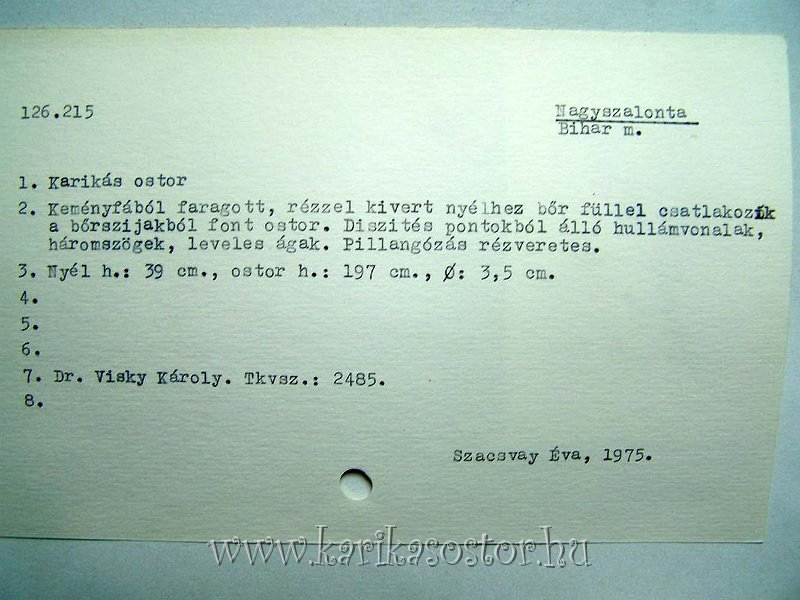 126.215
Nagyszalonta
Bihar m.
1. Karikás ostor
2. Keményfából faragott, rézzel kivert nyélhez bőr füllel csatlakozik
a bőrszijakból font ostor. Diszités pontokból álló hullámvonalak,
háromszögek, leveles ágak. Pillangózás rézveretes.
3. Nyél h.: 39 cm., ostor h.: 197 cm., Ø: 3,5 cm.
4.
5.
6.
7. Dr. Visky Károly. Tkvsz.: 2485.
8.
Szacsvay Éva, 1975.
www.karikasostor.hu